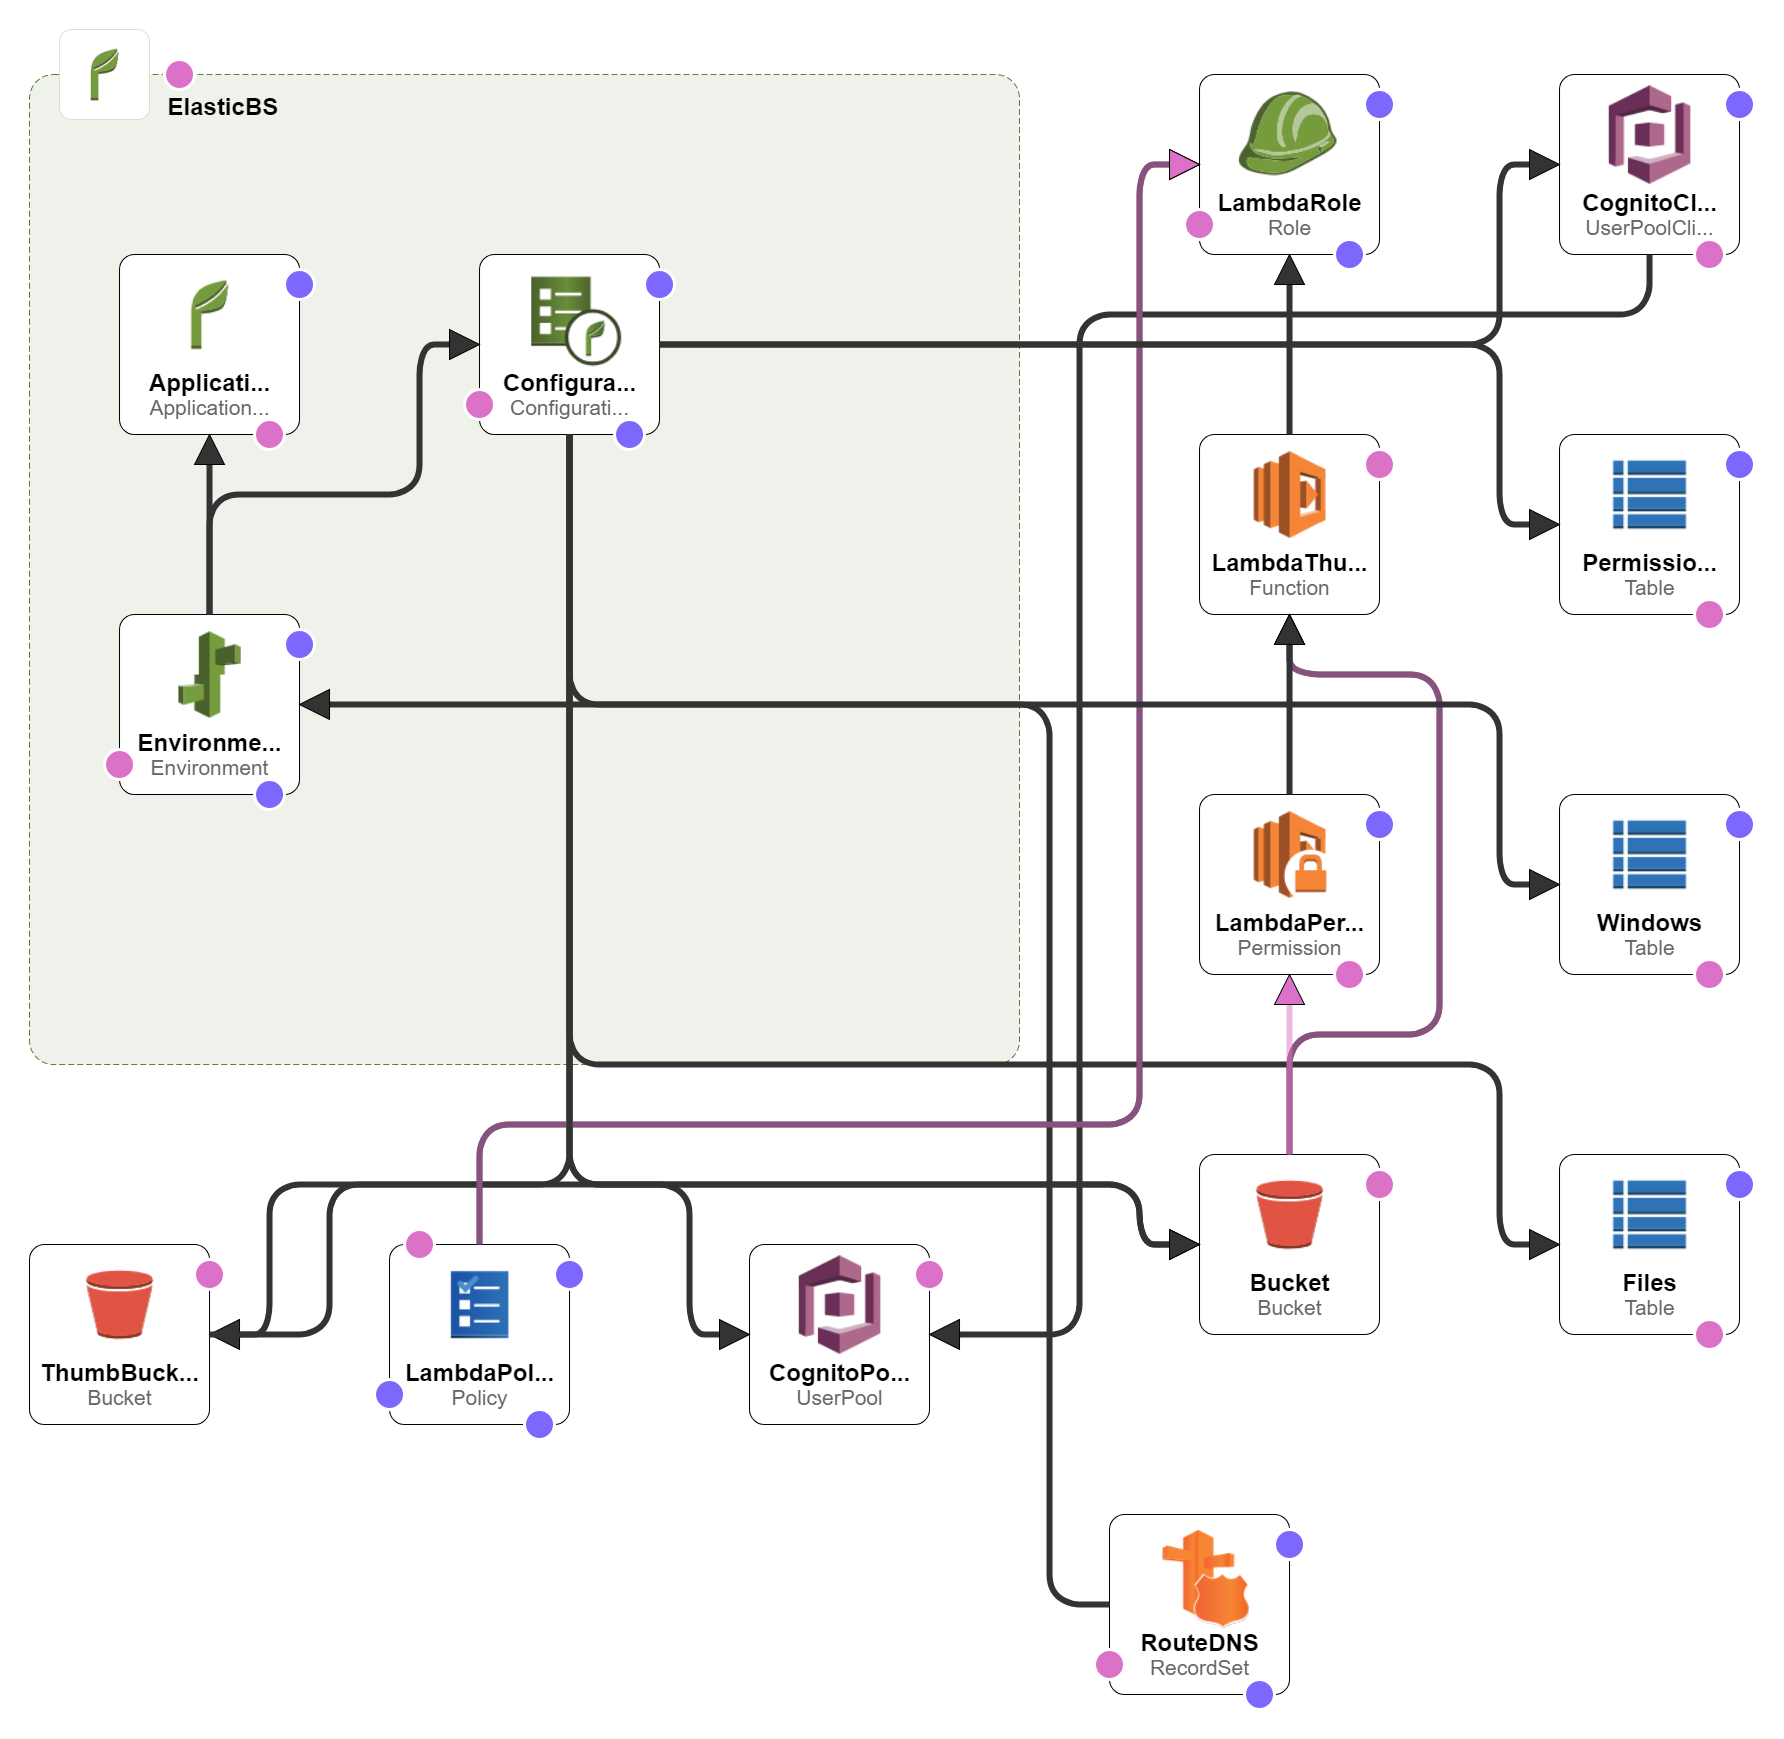 ElasticBS
LambdaRole
Role
CognitoCl...
UserPoolCli...
Applicati...
Application...
Configura...
Configurati...
LambdaThu...
Function
Permissio...
Table
Environme...
Environment
LambdaPer...
Permission
Windows
Table
Bucket
Bucket
Files
Table
ThumbBuck...
Bucket
LambdaPol...
Policy
CognitoPo...
UserPool
RouteDNS
RecordSet